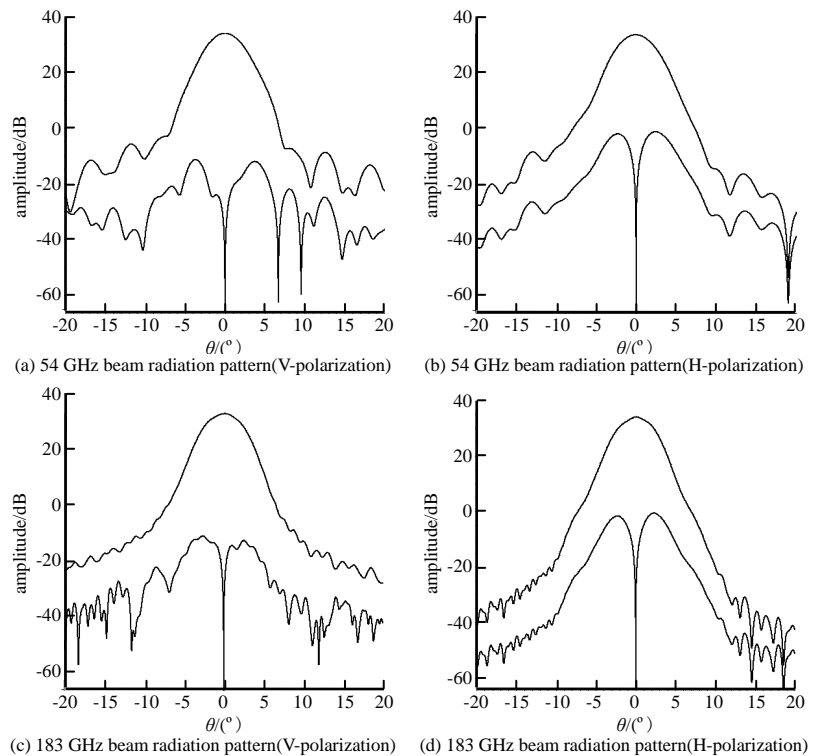 40
20
0
-20
-40
-60
amplitude/dB
-20 -15 -10 -5 0 5 10 15 20
θ/(º)
(a) 54 GHz beam radiation pattern(V-polarization)
40
20
0
-20
-40
-60
amplitude/dB
-20 -15 -10 -5 0 5 10 15 20
θ/(º)
(b) 54 GHz beam radiation pattern(H-polarization)
40
20
0
-20
-40
-60
amplitude/dB
-20 -15 -10 -5 0 5 10 15 20
θ/(º)
(c) 183 GHz beam radiation pattern(V-polarization)
40
20
0
-20
-40
-60
amplitude/dB
-20 -15 -10 -5 0 5 10 15 20
θ/(º)
(d) 183 GHz beam radiation pattern(H-polarization)